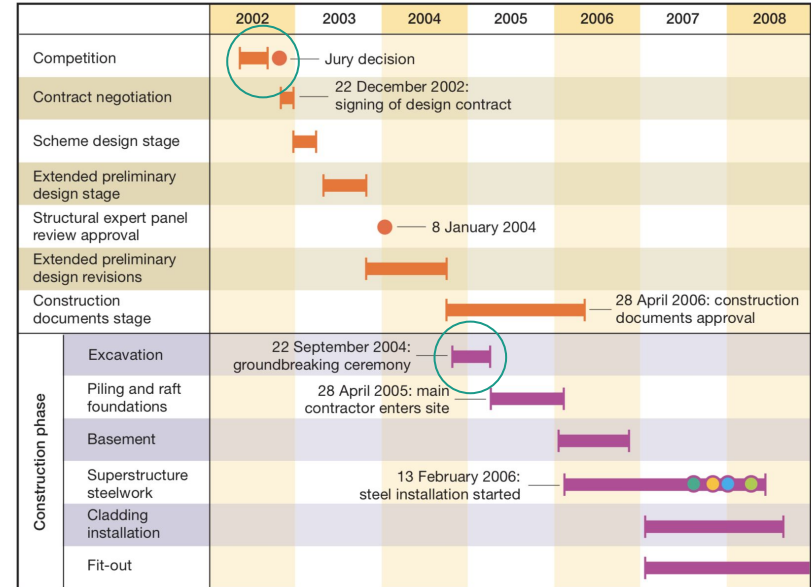 2002 2003 2004 2005 2006 2007 2008
Competition
Jury decision
Contract negotiation
22 December 2002:
signing of design contract
Scheme design stage
Extended preliminary
design stage
Structural expert panel
review approval
8 January 2004
Extended preliminary
design revisions
Construction
documents stage
28 April 2006: construction
documents approval
Construction phase
Excavation
22 September 2004:
groundbreaking ceremony
Piling and raft
foundations
28 April 2005: main
contractor enters site
Basement
Superstructure
steelwork
13 February 2006:
steel installation started
Cladding
installation
Fit-out